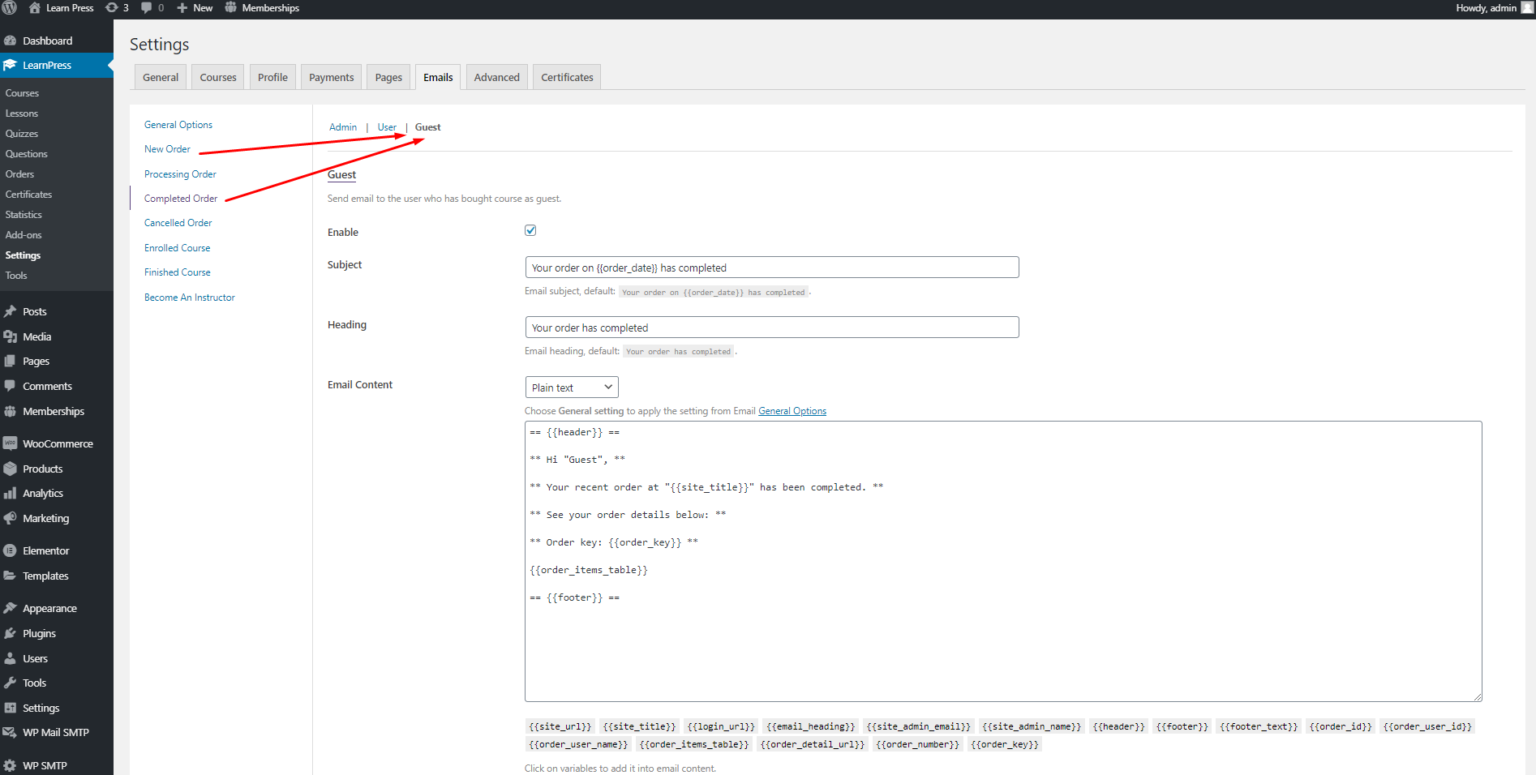 Learn Press 3 0 New Memberships Howdy, admin
Dashboard
LearnPress
Courses
Lessons
Quizzes
Questions
Orders
Certificates
Statistics
Add-ons
Settings
Tools
Posts
Media
Pages
Comments
Memberships
WooCommerce
Products
Analytics
Marketing
Elementor
Templates
Appearance
Plugins
Users
Tools
Settings
WP Mail SMTP
WP SMTP
Settings
General Courses Profile Payments Pages Emails Advanced Certificates
General Options
New Order
Processing Order
Completed Order
Cancelled Order
Enrolled Course
Finished Course
Become An Instructor
Admin | User | Guest
Guest
Send email to the user who has bought course as guest.
Enable
Subject
Your order on {{order_date}} has completed
Email subject, default: Your order on {{order_date}} has completed.
Heading
Your order has completed
Email heading, default: Your order has completed.
Email Content
Plain text
Choose General setting to apply the setting from Email General Options
== {{header}} ==
** Hi "Guest", **
** Your recent order at "{{site_title}}" has been completed. **
** See your order details below: **
** Order key: {{order_key}} **
{{order_items_table}}
== {{footer}} ==
{{site_url}} {{site_title}} {{login_url}} {{email_heading}} {{site_admin_email}} {{site_admin_name}} {{header}} {{footer}} {{footer_text}} {{order_id}} {{order_user_id}}
{{order_user_name}} {{order_items_table}} {{order_detail_url}} {{order_number}} {{order_key}}
Click on variables to add it into email content.